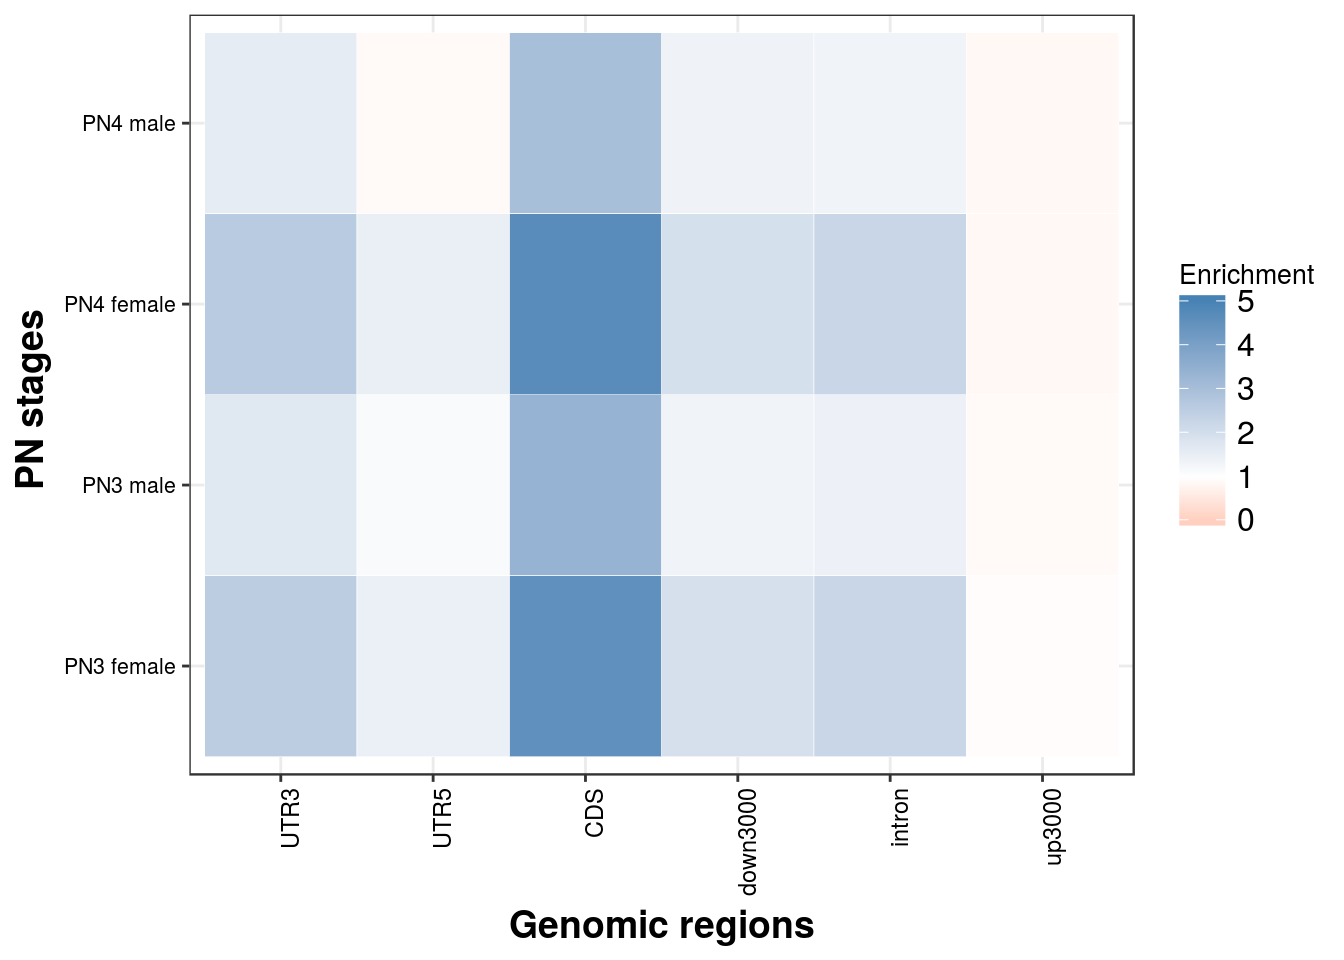 PN stages
PN4 male
PN4 female
PN3 male
PN3 female
UTR3
UTR5
CDS
down3000
intron
up3000
Genomic regions
Enrichment
5
4
3
2
1
0